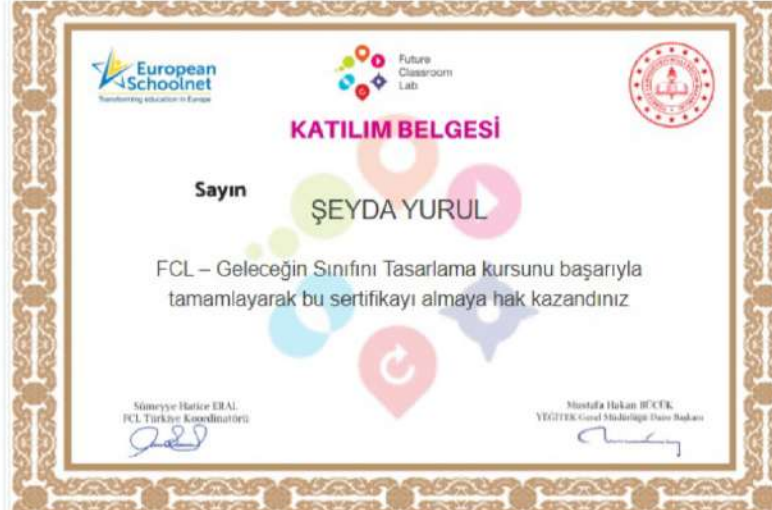 European
Schoolnet
Transforming education in Europe
Future
Classroom
Lab
KATILIM BELGESİ
Sayın
ŞEYDA YURUL
FCL – Geleceğin Sınıfını Tasarlama kursunu başarıyla
tamamlayarak bu sertifikayı almaya hak kazandınız
Sümeyye Hatice ERAL
FCL Türkiye Koordinatörü
Mustafa Hakan BÜCÜK
YEĞİTEK Genel Müdürlüğü Daire Başkanı